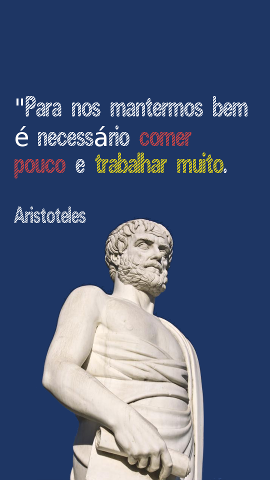 "Para nos mantermos bem
é necessário comer
pouco e trabalhar muito.
Aristoteles